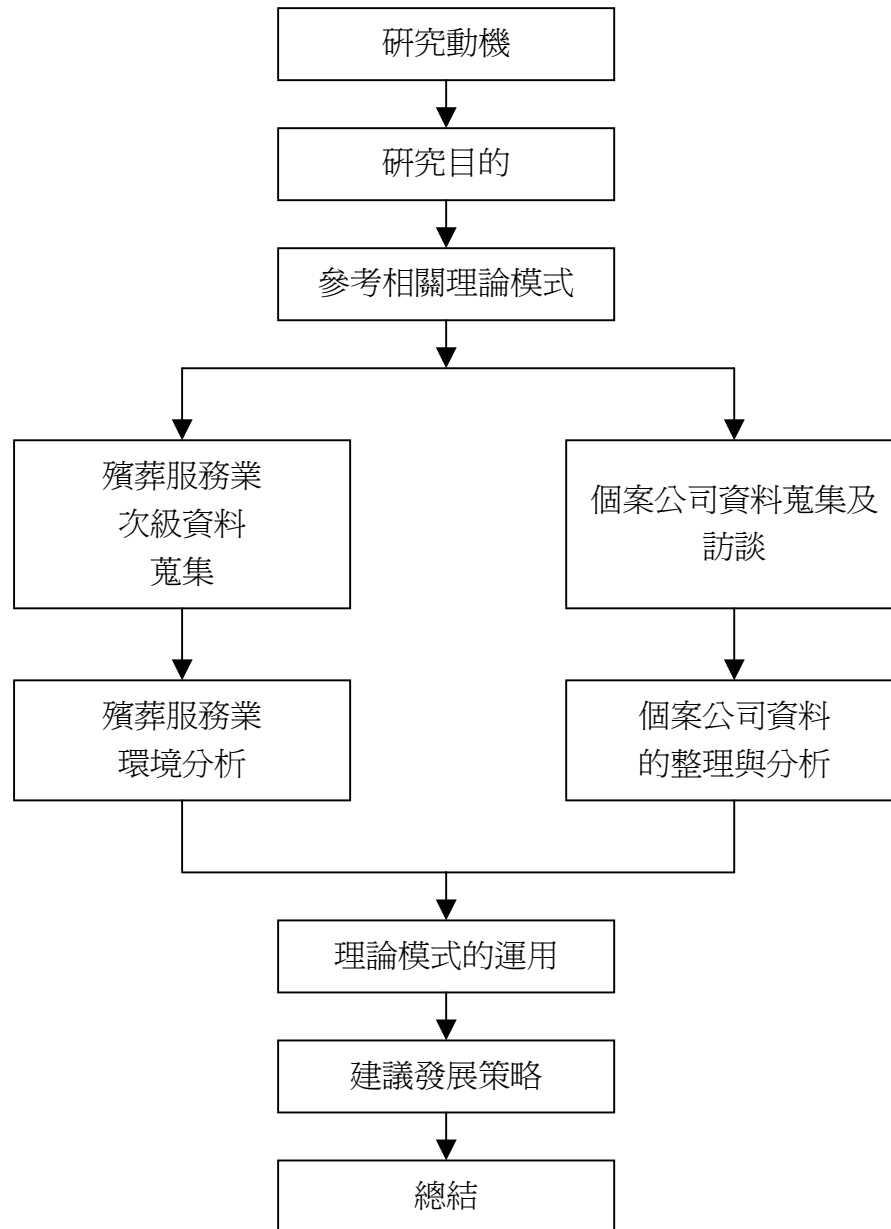 研究動機
研究目的
參考相關理論模式
殯葬服務業
次級資料
蒐集
個案公司資料蒐集及
訪談
殯葬服務業
環境分析
個案公司資料
的整理與分析
理論模式的運用
建議發展策略
總結